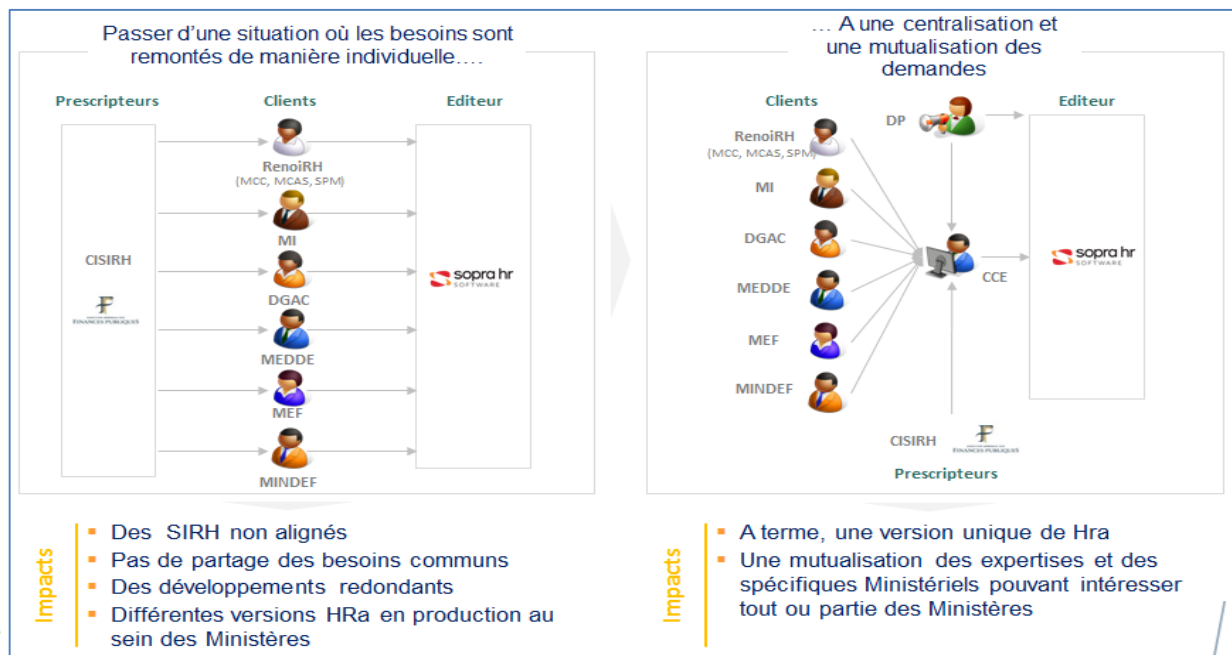 Passer d'une situation où les besoins sont
remontés de manière individuelle....
Prescripteurs
Clients
Editeur
RenoiRH
(MCC, MCAS, SPM)
MI
CISIRH
FINANCES PUBLIQUES
DGAC
sopra hr
SOFTWARE
MEDDE
MEF
MINDEF
Impacts
▪ Des SIRH non alignés
▪ Pas de partage des besoins communs
▪ Des développements redondants
▪ Différentes versions HRa en production au
sein des Ministères
... A une centralisation et
une mutualisation des
demandes
Clients
DP
Editeur
RenoiRH
(MCC, MCAS, SPM)
MI
DGAC
MEDDE
CCE
sopra hr
SOFTWARE
MEF
MINDEF
CISIRH
FINANCES PUBLIQUES
Prescripteurs
Impacts
▪ A terme, une version unique de Hra
▪ Une mutualisation des expertises et des
spécifiques Ministériels pouvant intéresser
tout ou partie des Ministères